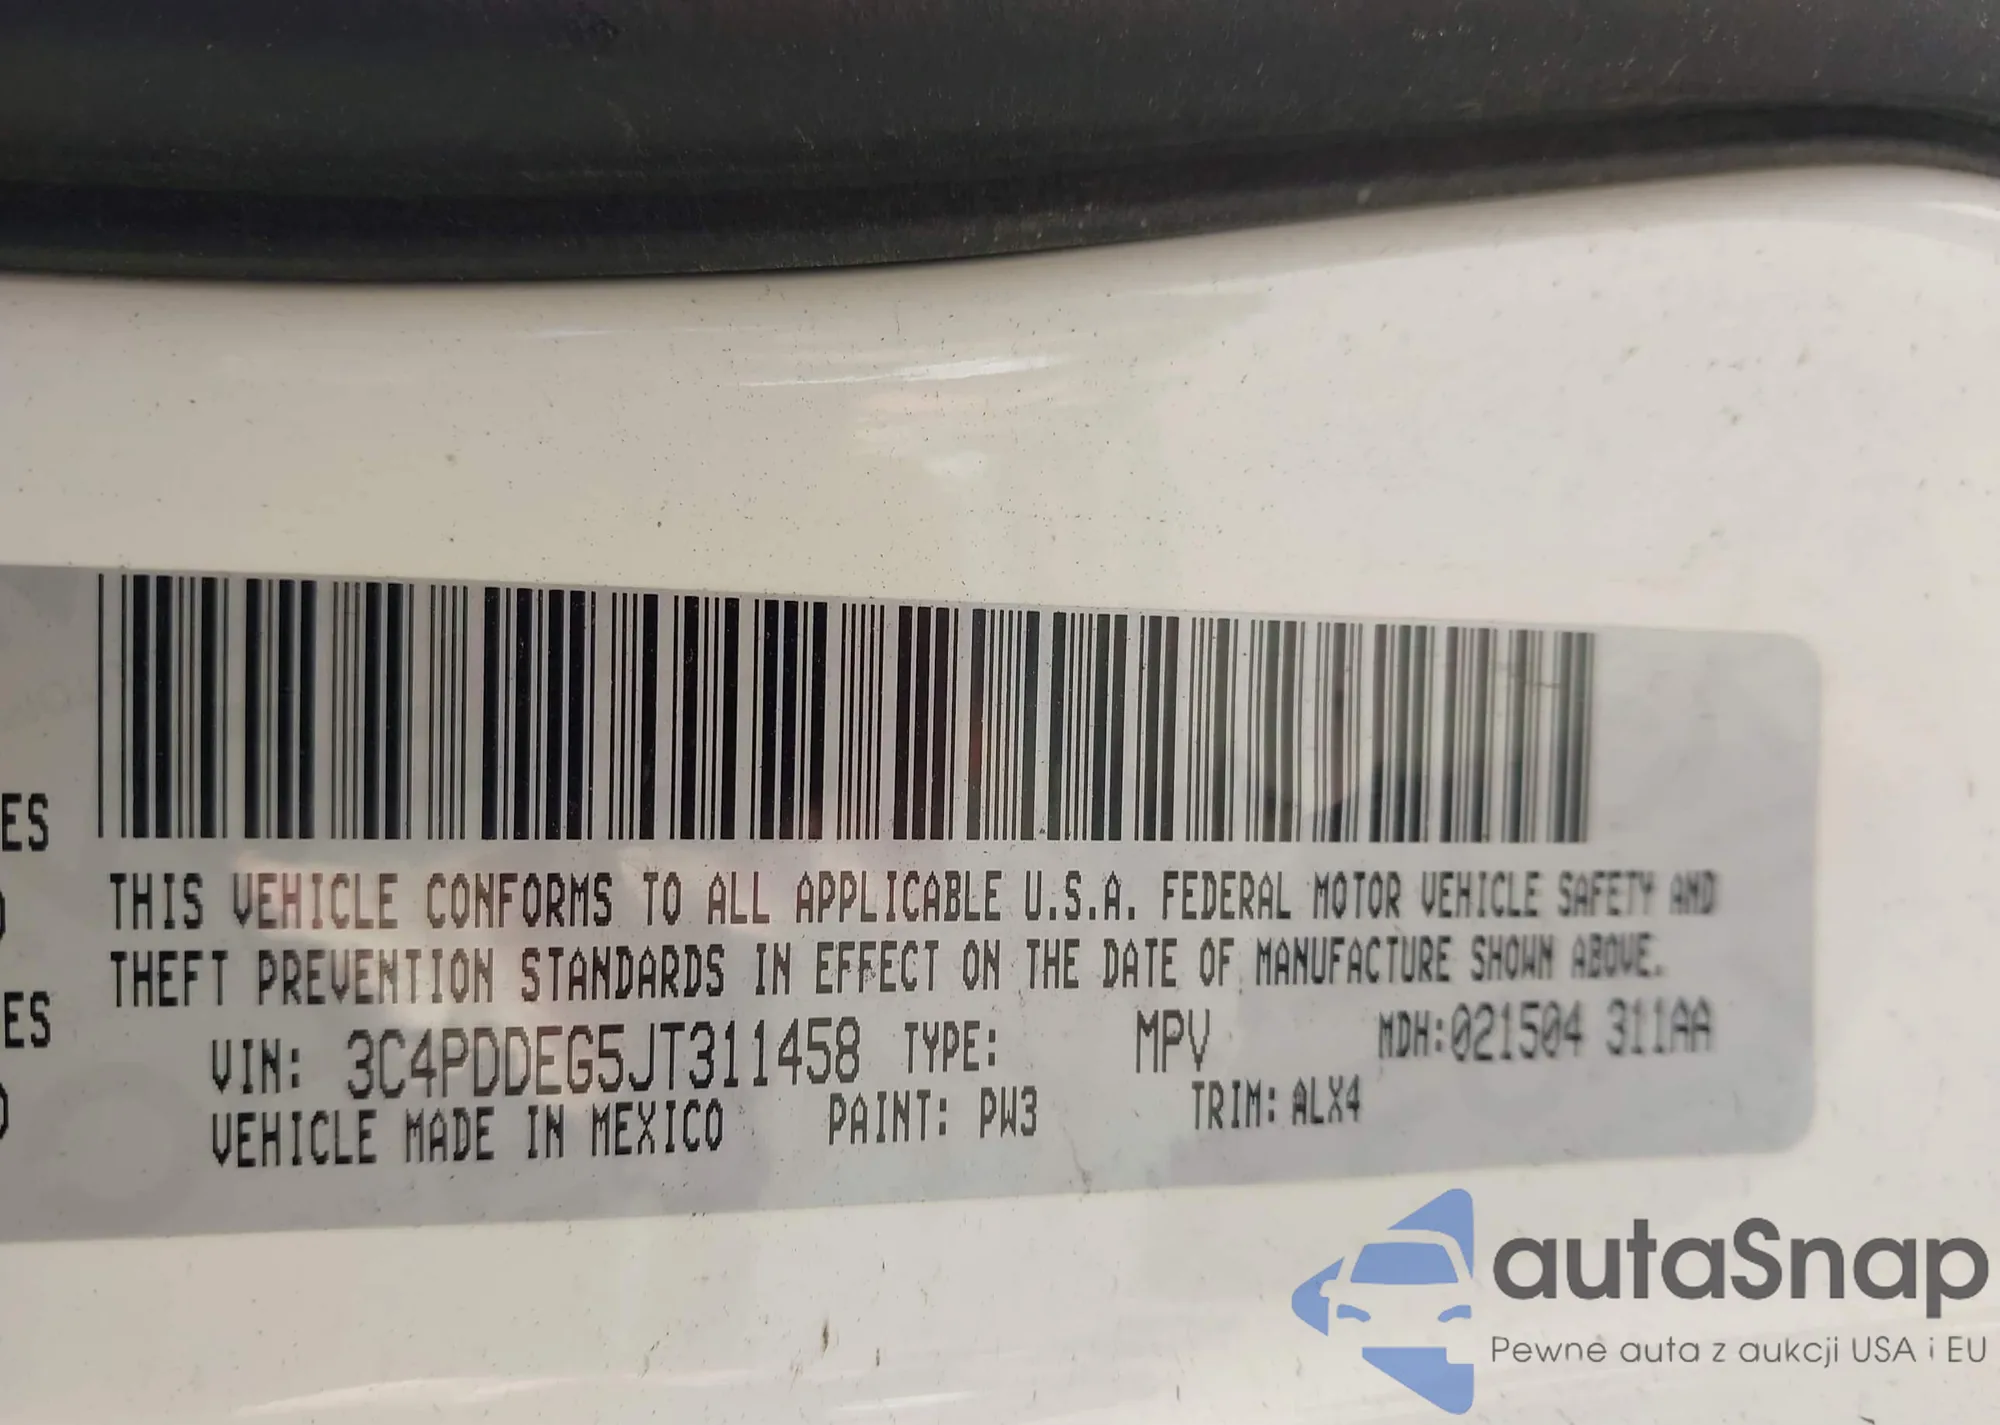 THIS VEHICLE CONFORMS TO ALL APPLICABLE U.S.A. FEDERAL MOTOR VEHICLE SAFETY AND
THEFT PREVENTION STANDARDS IN EFFECT ON THE DATE OF MANUFACTURE SHOWN ABOVE.
VIN: 3C4PDDEG5JT311458 TYPE: MPV MDH:021504 311AA
VEHICLE MADE IN MEXICO PAINT: PW3 TRIM: ALX4
ES
ES
autaSnap
Pewne auta z aukcji USA i EU